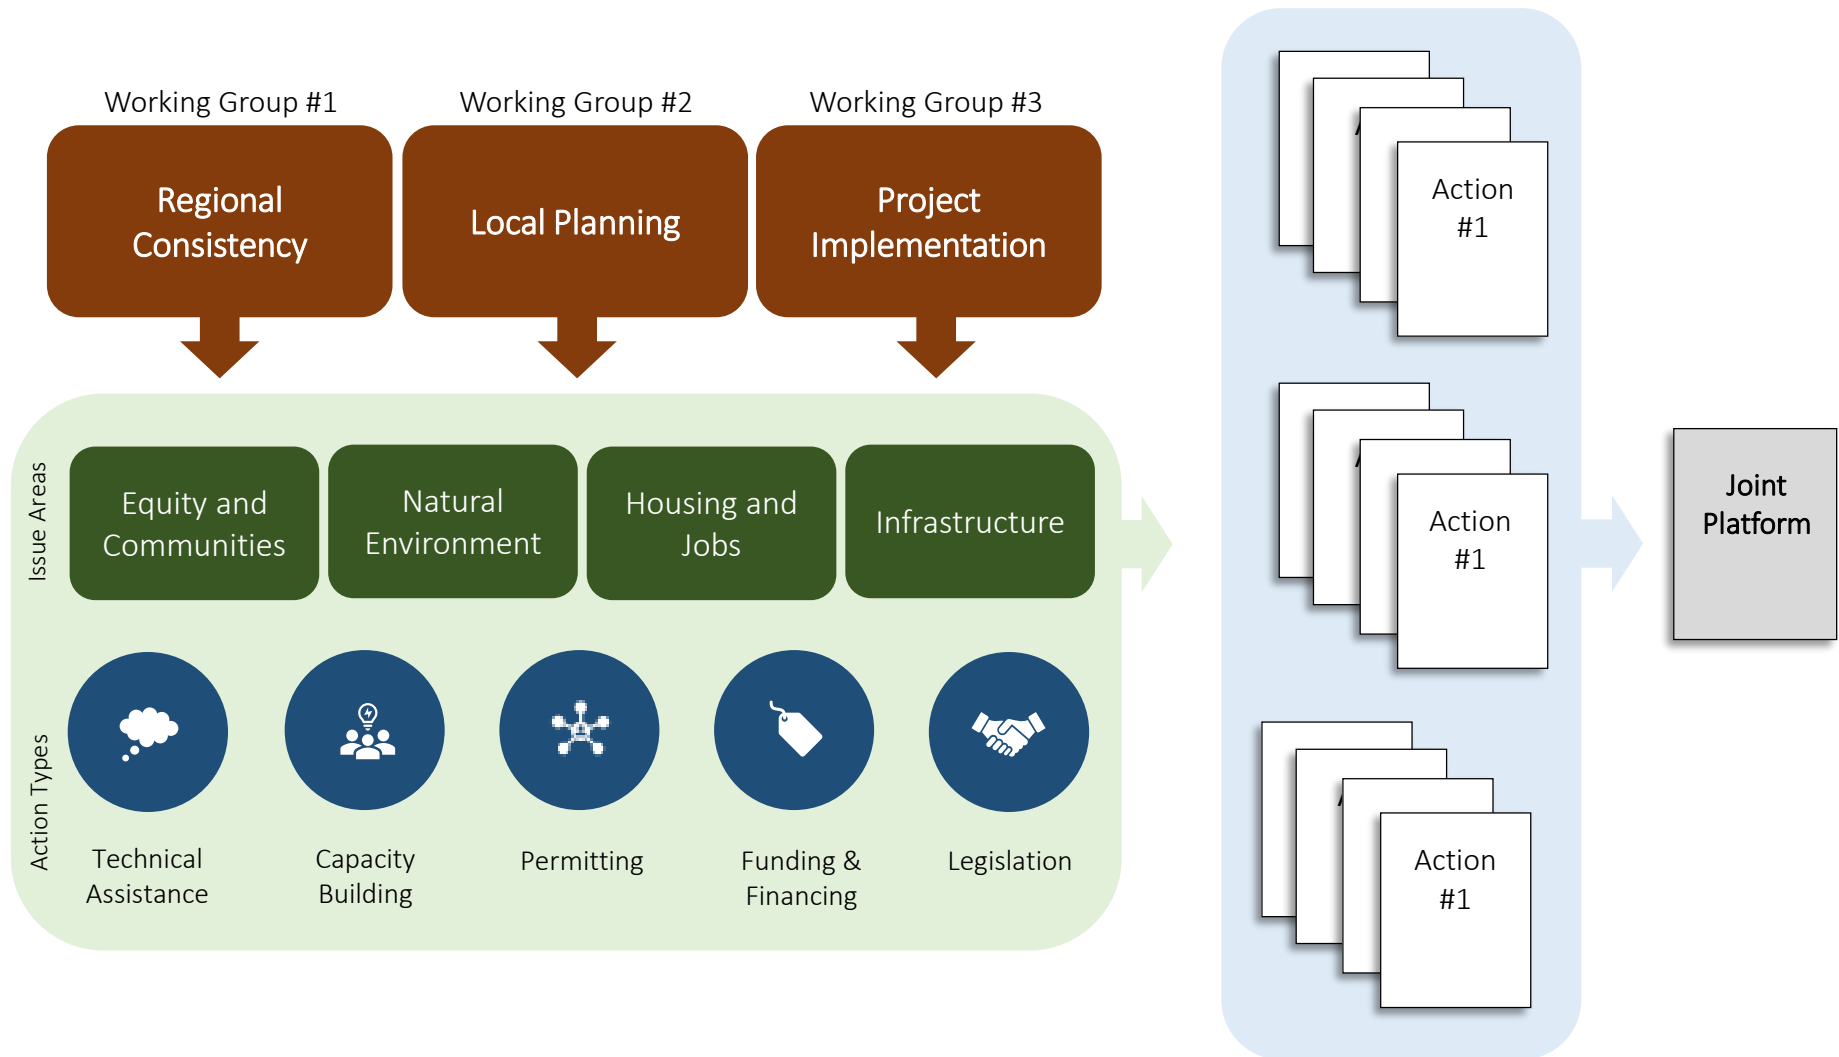 Working Group #1
Working Group #2
Working Group #3
Regional
Consistency
Local Planning
Project
Implementation
Issue Areas
Equity and
Communities
Natural
Environment
Housing and
Jobs
Infrastructure
Action Types
Technical
Assistance
Capacity
Building
Permitting
Funding &
Financing
Legislation
Action
#1
Action
#1
Action
#1
Joint
Platform